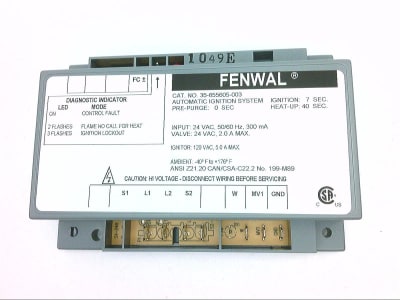 1049E
FC ±
FENWAL®
DIAGNOSTIC INDICATOR
LED MODE
ON CONTROL FAULT
2 FLASHES FLAME NO CALL FOR HEAT
3 FLASHES IGNITION LOCKOUT
CAT. NO. 35-655605-003
AUTOMATIC IGNITION SYSTEM IGNITION: 7 SEC.
PRE-PURGE: 0 SEC HEAT-UP: 40 SEC.
INPUT: 24 VAC, 50/60 Hz, 300 mA
VALVE: 24 VAC, 2.0 A MAX.
IGNITOR: 120 VAC, 5.0 A MAX.
AMBIENT: -40°F to +176°F
ANSI Z21.20 CAN/CSA-C22.2 No. 199-M89
CAUTION: HI VOLTAGE - DISCONNECT WIRING BEFORE SERVICING
S1 L1 L2 S2 W MV1 GND
C US
D